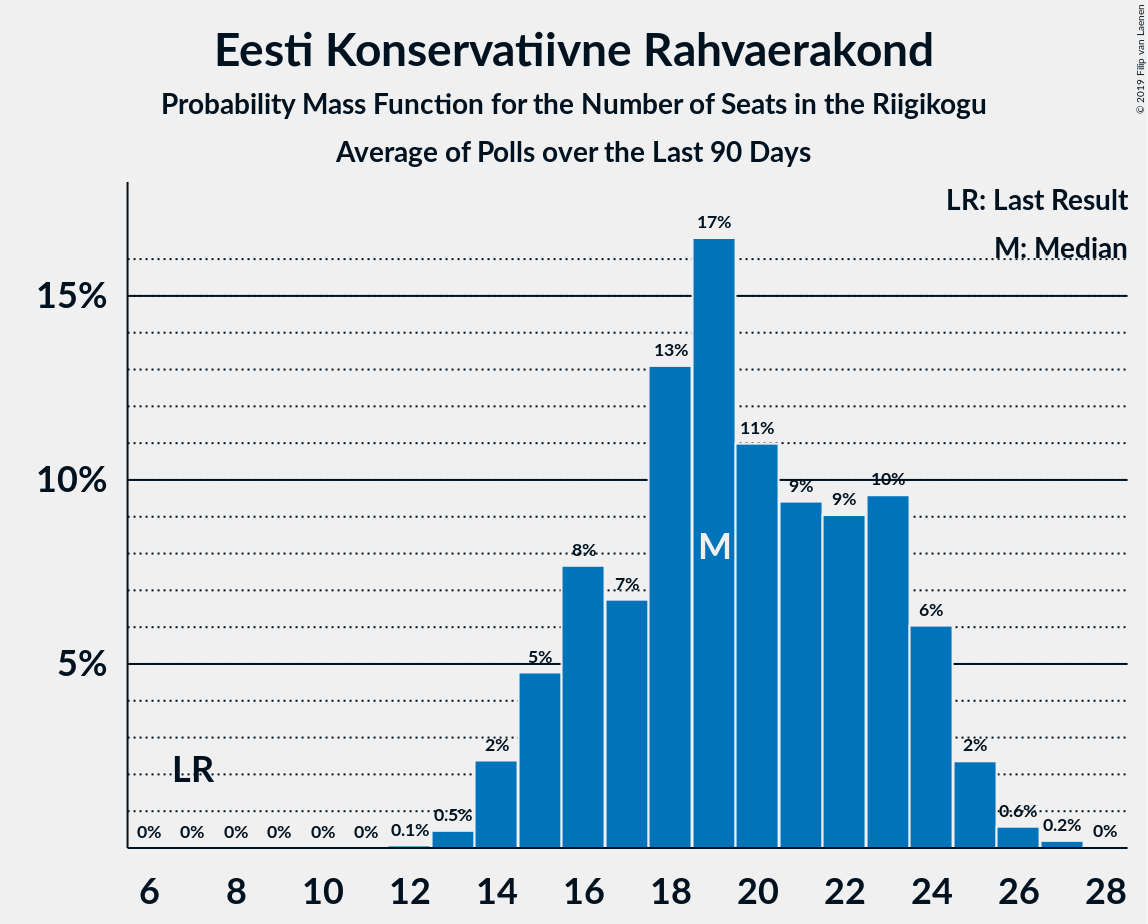 Eesti Konservatiivne Rahvaerakond
Probability Mass Function for the Number of Seats in the Riigikogu
Average of Polls over the Last 90 Days
© 2019 Filip van Laenen
LR: Last Result
M: Median
15%
10%
5%
0%
0%
0%
0%
0%
0%
0.1%
0.5%
2%
5%
8%
7%
13%
17%
11%
9%
9%
10%
6%
2%
0.6%
0.2%
0%
LR
M
6 8 10 12 14 16 18 20 22 24 26 28